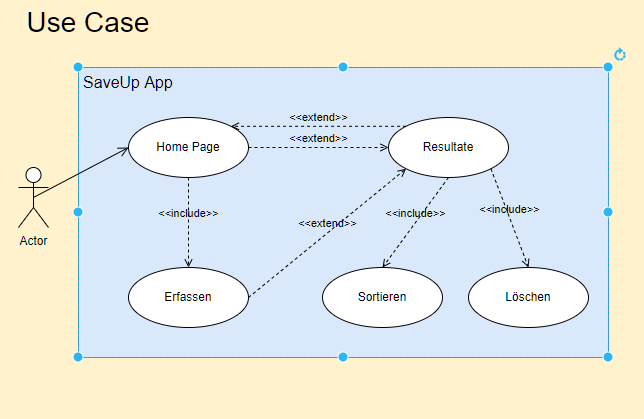 Use Case
SaveUp App
<<extend>>
Home Page
<<extend>>
Resultate
<<include>>
<<extend>>
<<include>>
<<include>>
Actor
Erfassen
Sortieren
Löschen